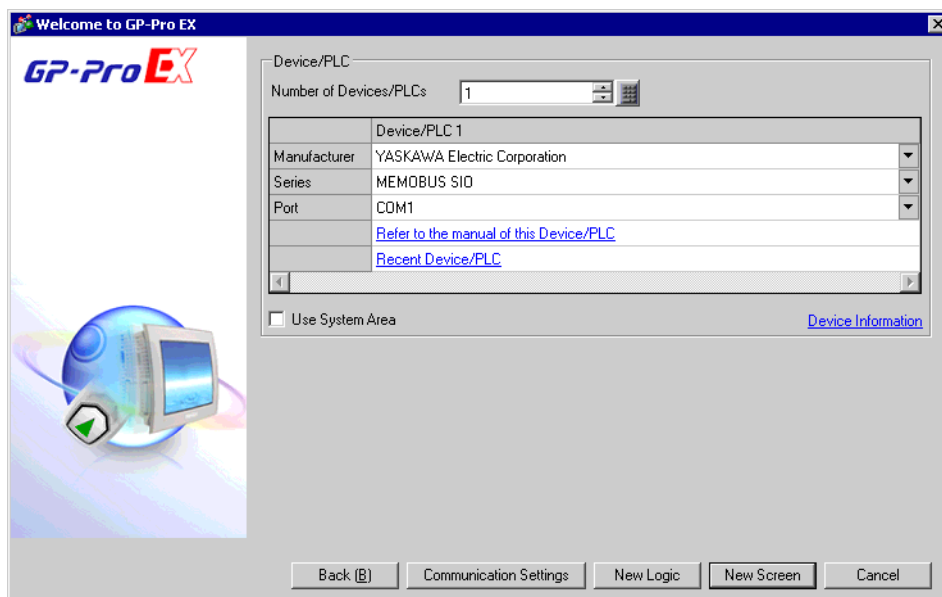 Welcome to GP-Pro EX
GP-Pro EX
Device/PLC
Number of Devices/PLCs 1
Device/PLC 1
Manufacturer YASKAWA Electric Corporation
Series MEMOBUS SIO
Port COM1
Refer to the manual of this Device/PLC
Recent Device/PLC
Use System Area Device Information
Back (B) Communication Settings New Logic New Screen Cancel